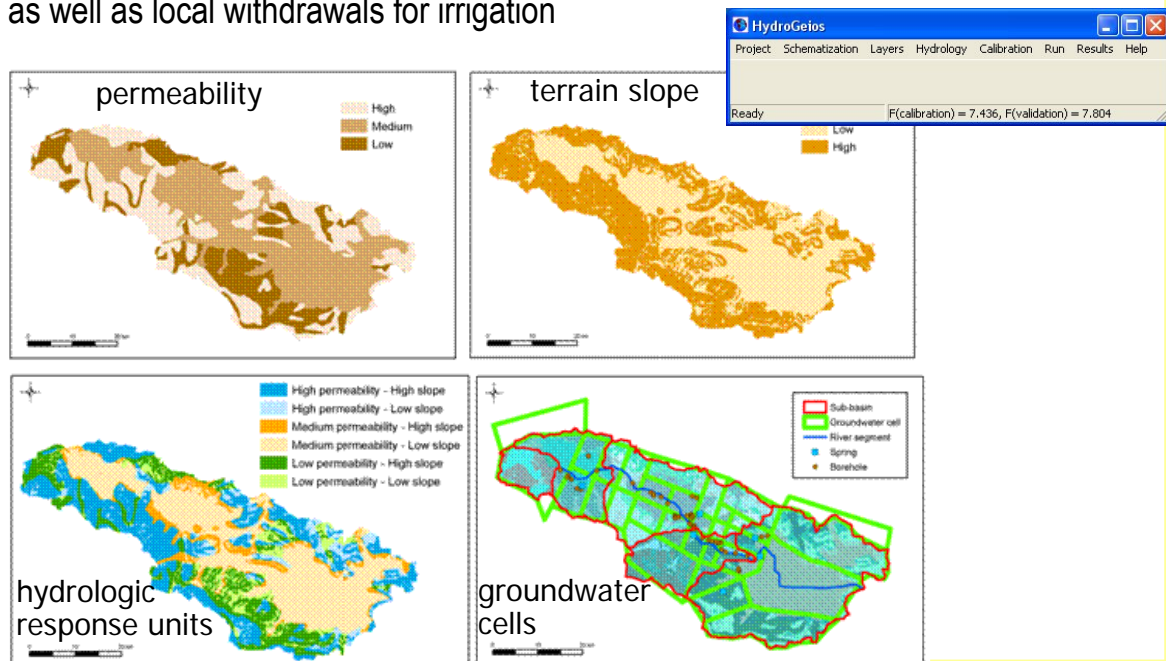 as well as local withdrawals for irrigation
HydroGeios
Project Schematization Layers Hydrology Calibration Run Results Help
Ready F(calibration) = 7.436, F(validation) = 7.804
permeability
High
Medium
Low
terrain slope
Low
High
High permeability - High slope
High permeability - Low slope
Medium permeability - High slope
Medium permeability - Low slope
Low permeability - High slope
Low permeability - Low slope
hydrologic
response units
Sub-basin
Groundwater cell
River segment
Spring
Borehole
groundwater
cells